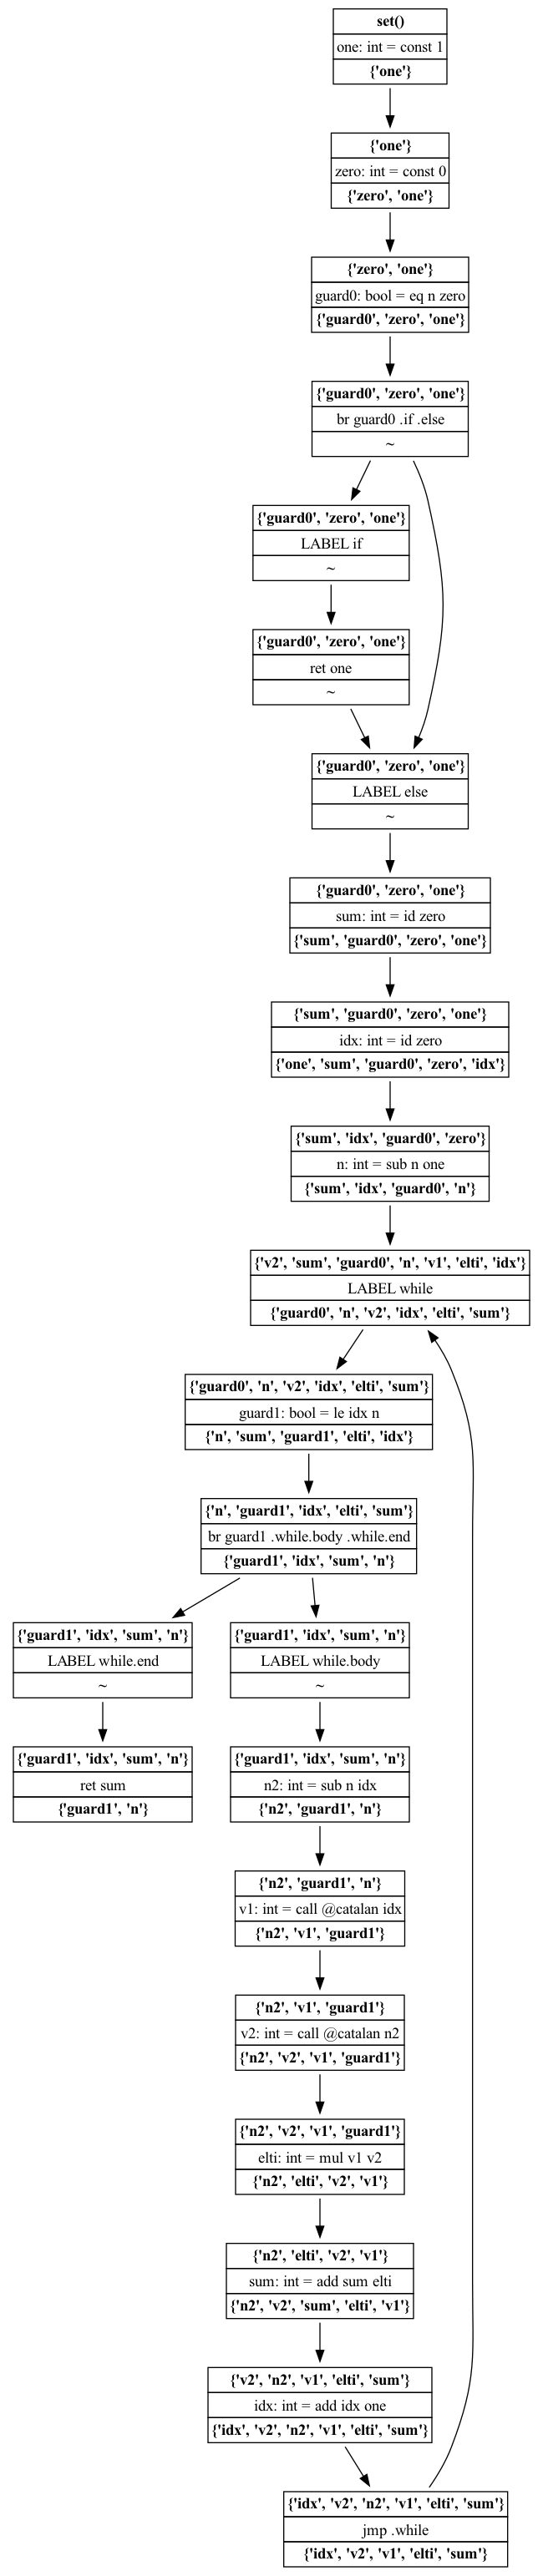 set()
one: int = const 1
{'one'}
{'one'}
zero: int = const 0
{'zero', 'one'}
{'zero', 'one'}
guard0: bool = eq n zero
{'guard0', 'zero', 'one'}
{'guard0', 'zero', 'one'}
br guard0 .if .else
~
{'guard0', 'zero', 'one'}
LABEL if
~
{'guard0', 'zero', 'one'}
ret one
~
{'guard0', 'zero', 'one'}
LABEL else
~
{'guard0', 'zero', 'one'}
sum: int = id zero
{'sum', 'guard0', 'zero', 'one'}
{'sum', 'guard0', 'zero', 'one'}
idx: int = id zero
{'one', 'sum', 'guard0', 'zero', 'idx'}
{'sum', 'idx', 'guard0', 'zero'}
n: int = sub n one
{'sum', 'idx', 'guard0', 'n'}
{'v2', 'sum', 'guard0', 'n', 'v1', 'elti', 'idx'}
LABEL while
{'guard0', 'n', 'v2', 'idx', 'elti', 'sum'}
{'guard0', 'n', 'v2', 'idx', 'elti', 'sum'}
guard1: bool = le idx n
{'n', 'sum', 'guard1', 'elti', 'idx'}
{'n', 'guard1', 'idx', 'elti', 'sum'}
br guard1 .while.body .while.end
{'guard1', 'idx', 'sum', 'n'}
{'guard1', 'idx', 'sum', 'n'}
LABEL while.end
~
{'guard1', 'idx', 'sum', 'n'}
LABEL while.body
~
{'guard1', 'idx', 'sum', 'n'}
ret sum
{'guard1', 'n'}
{'guard1', 'idx', 'sum', 'n'}
n2: int = sub n idx
{'n2', 'guard1', 'n'}
{'n2', 'guard1', 'n'}
v1: int = call @catalan idx
{'n2', 'v1', 'guard1'}
{'n2', 'v1', 'guard1'}
v2: int = call @catalan n2
{'n2', 'v2', 'v1', 'guard1'}
{'n2', 'v2', 'v1', 'guard1'}
elti: int = mul v1 v2
{'n2', 'elti', 'v2', 'v1'}
{'n2', 'elti', 'v2', 'v1'}
sum: int = add sum elti
{'n2', 'v2', 'sum', 'elti', 'v1'}
{'v2', 'n2', 'v1', 'elti', 'sum'}
idx: int = add idx one
{'idx', 'v2', 'n2', 'v1', 'elti', 'sum'}
{'idx', 'v2', 'n2', 'v1', 'elti', 'sum'}
jmp .while
{'idx', 'v2', 'v1', 'elti', 'sum'}